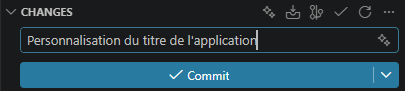 CHANGES
Personnalisation du titre de l'application
Commit